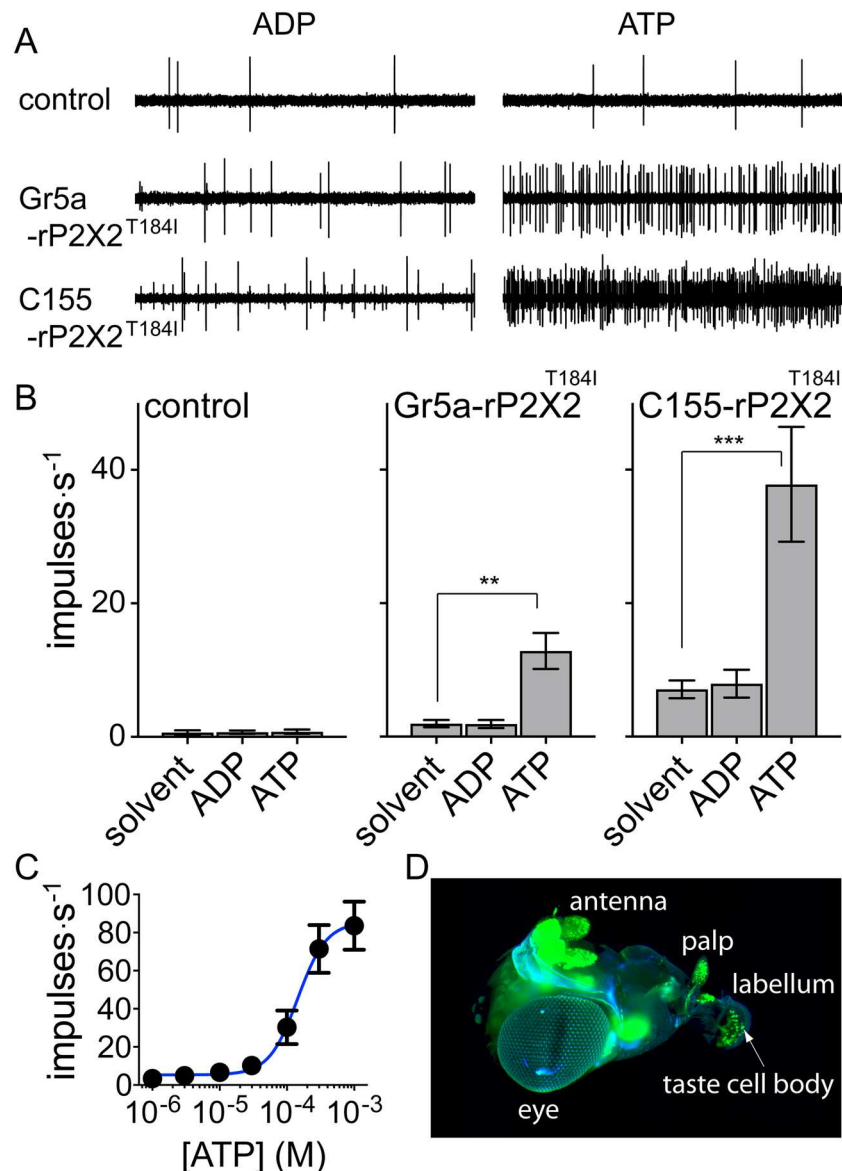 A
ADP
ATP
control
Gr5a
-rP2X2T184I
C155
-rP2X2T184I
B
control
Gr5a-rP2X2T184I
C155-rP2X2T184I
impulses·s-1
40
20
0
**
***
solvent
ADP
ATP
solvent
ADP
ATP
solvent
ADP
ATP
C
impulses·s-1
100
80
60
40
20
0
10-6
10-5
10-4
10-3
[ATP] (M)
D
antenna
palp
labellum
taste cell body
eye